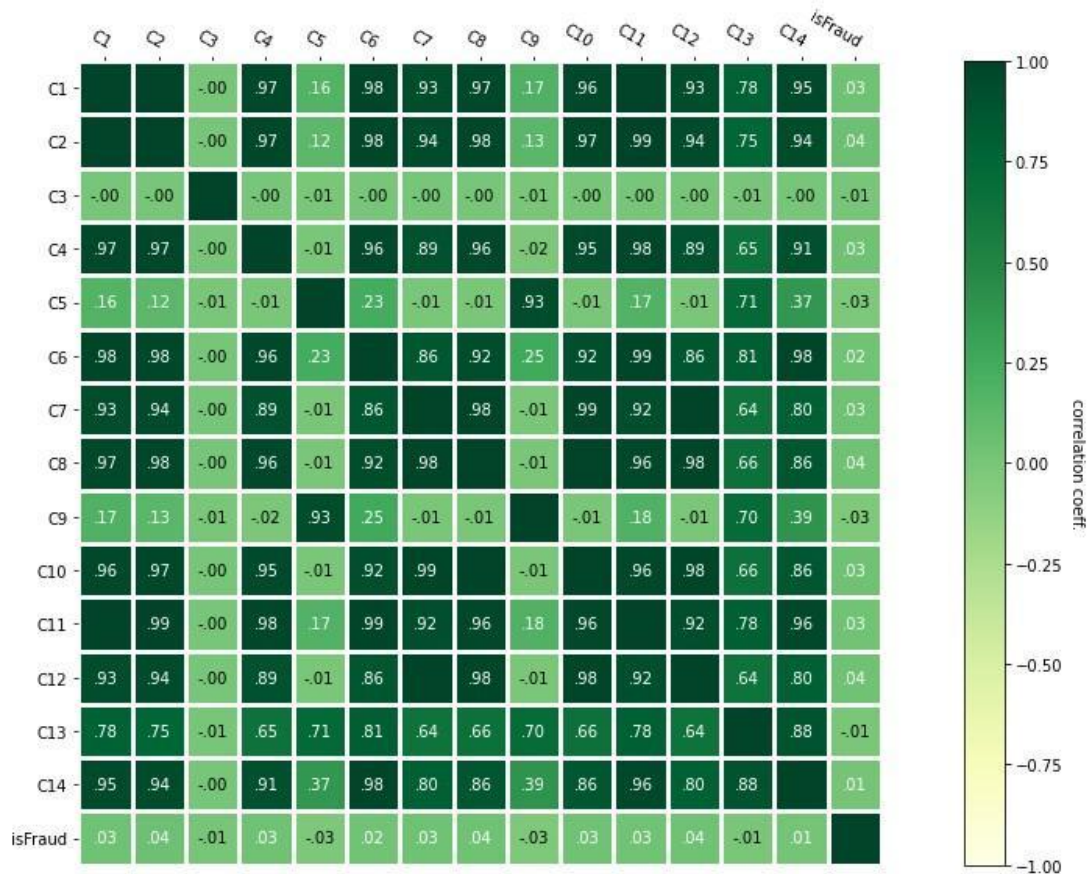 C1 C2 C3 C4 C5 C6 C7 C8 C9 C10 C11 C12 C13 C14 isFraud
C1 -.00 .97 .16 .98 .93 .97 .17 .96 .93 .78 .95 .03
C2 -.00 .97 .12 .98 .94 .98 .13 .97 .99 .94 .75 .94 .04
C3 -.00 -.00 -.00 -.01 -.00 -.00 -.00 -.01 -.00 -.00 -.00 -.01 -.00 -.01
C4 .97 .97 -.00 -.01 .96 .89 .96 -.02 .95 .98 .89 .65 .91 .03
C5 .16 .12 -.01 -.01 .23 -.01 -.01 .93 -.01 .17 -.01 .71 .37 -.03
C6 .98 .98 -.00 .96 .23 .86 .92 .25 .92 .99 .86 .81 .98 .02
C7 .93 .94 -.00 .89 -.01 .86 .98 -.01 .99 .92 .64 .80 .03
C8 .97 .98 -.00 .96 -.01 .92 .98 -.01 .96 .98 .66 .86 .04
C9 .17 .13 -.01 -.02 .93 .25 -.01 -.01 -.01 .18 -.01 .70 .39 -.03
C10 .96 .97 -.00 .95 -.01 .92 .99 -.01 .96 .98 .66 .86 .03
C11 .99 -.00 .98 .17 .99 .92 .96 .18 .96 .92 .78 .96 .03
C12 .93 .94 -.00 .89 -.01 .86 .98 -.01 .98 .92 .64 .80 .04
C13 .78 .75 -.01 .65 .71 .81 .64 .66 .70 .66 .78 .64 .88 -.01
C14 .95 .94 -.00 .91 .37 .98 .80 .86 .39 .86 .96 .80 .88 .01
isFraud .03 .04 -.01 .03 -.03 .02 .03 .04 -.03 .03 .03 .04 -.01 .01
1.00
0.75
0.50
0.25
0.00
−0.25
−0.50
−0.75
−1.00
correlation coeff.